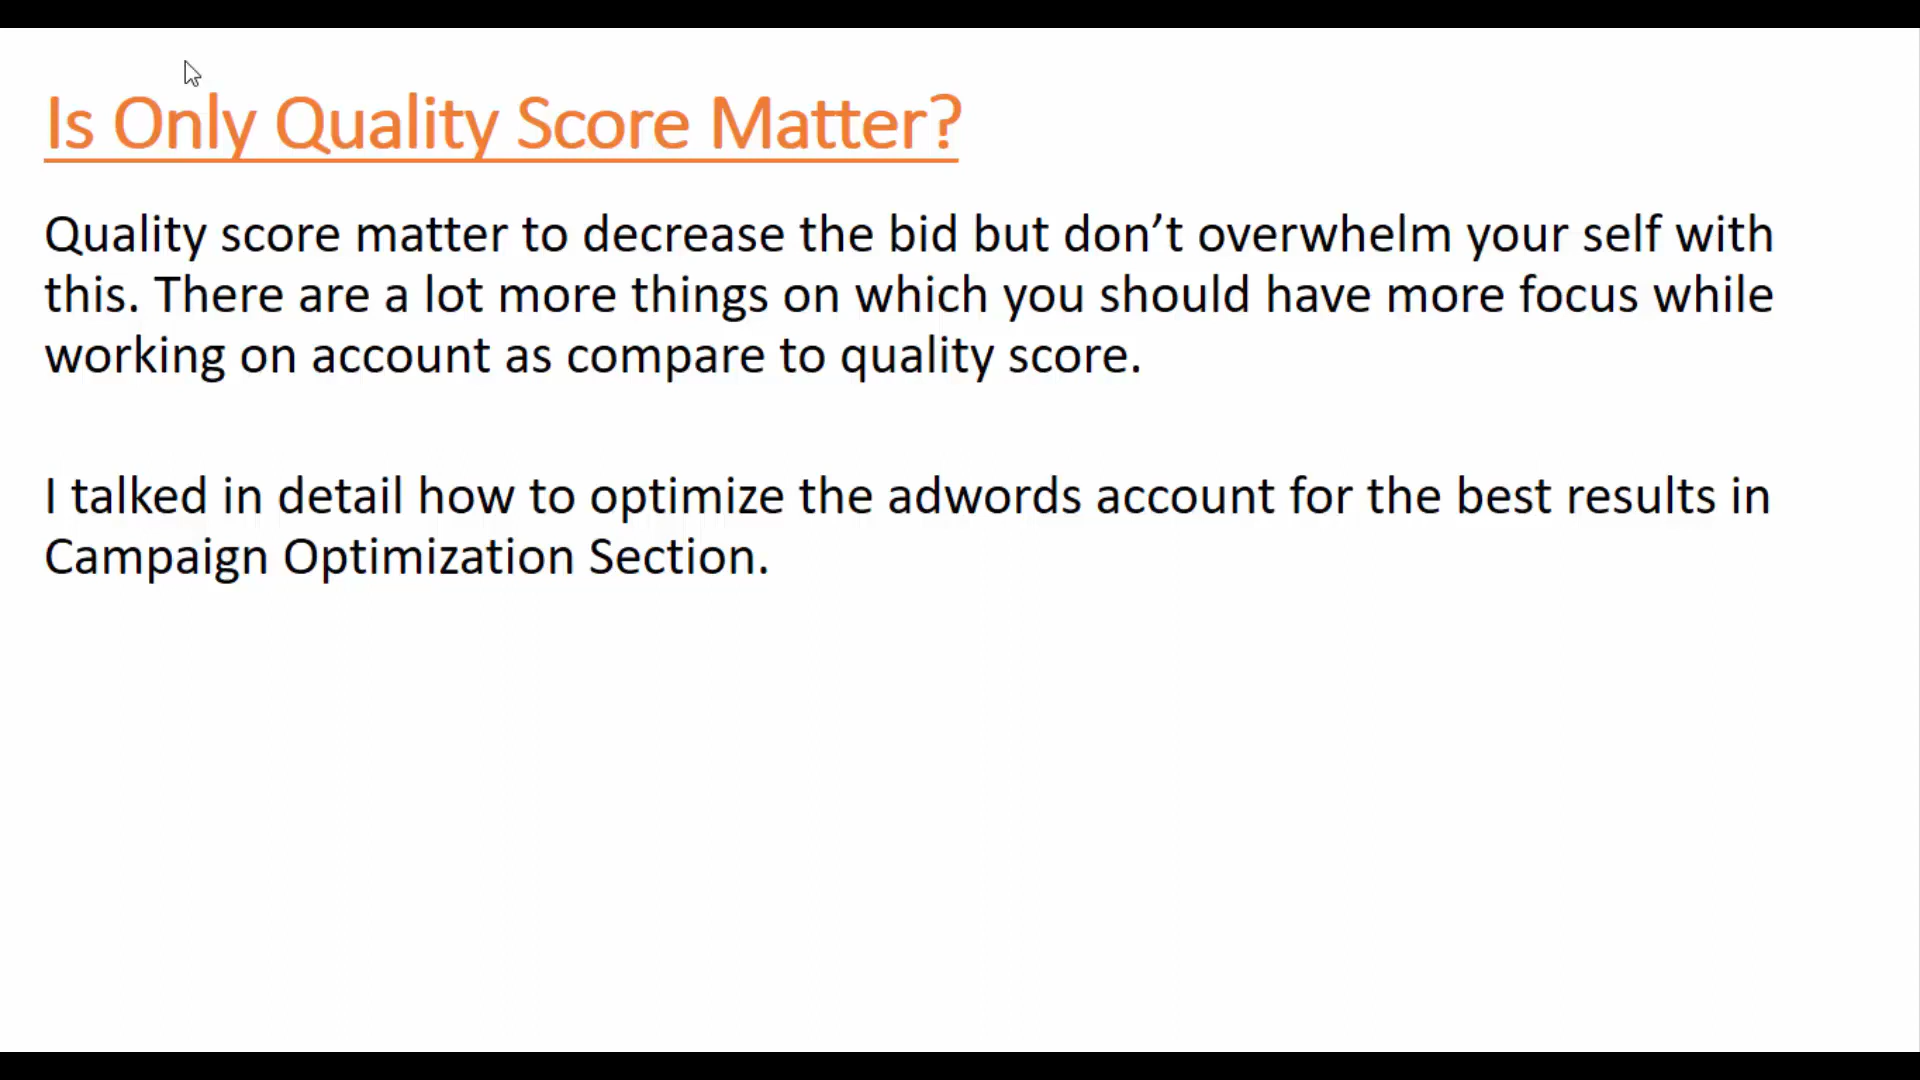 Is Only Quality Score Matter?
Quality score matter to decrease the bid but don’t overwhelm your self with
this. There are a lot more things on which you should have more focus while
working on account as compare to quality score.
I talked in detail how to optimize the adwords account for the best results in
Campaign Optimization Section.